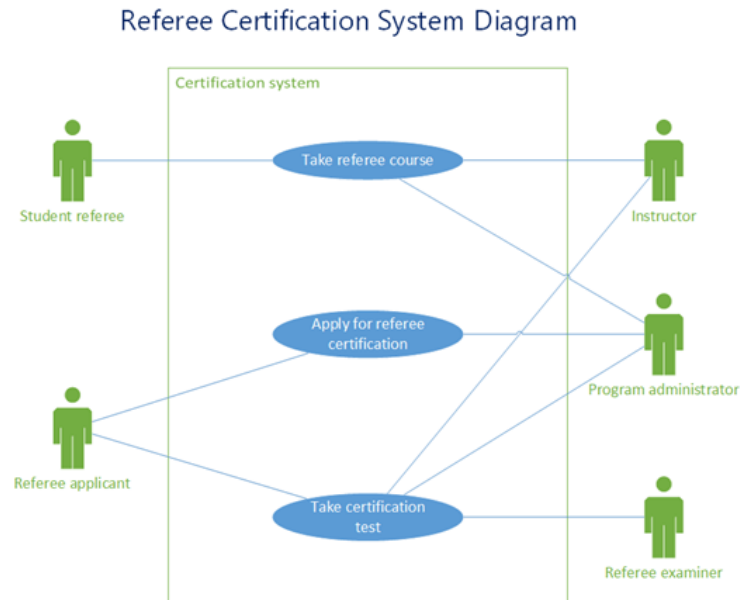 Referee Certification System Diagram
Certification system
Take referee course
Student referee
Instructor
Apply for referee
certification
Program administrator
Referee applicant
Take certification
test
Referee examiner